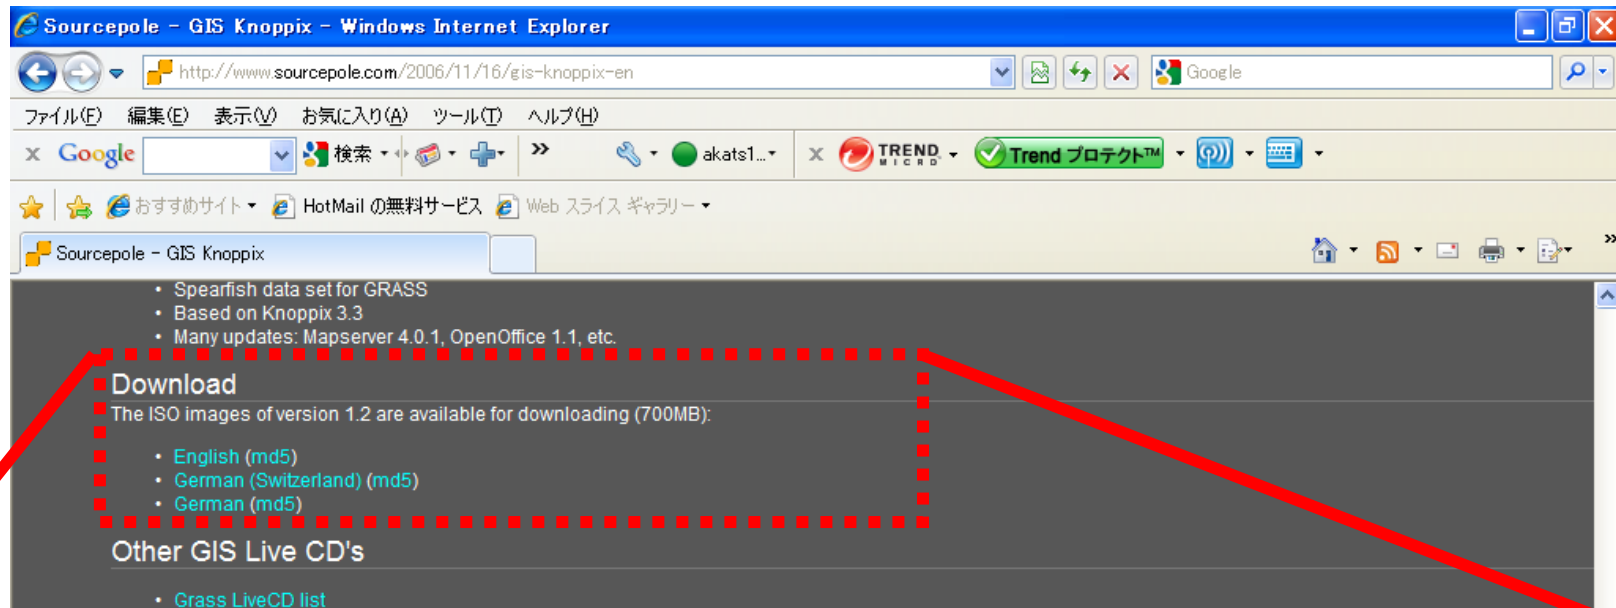 Sourcepole - GIS Knoppix - Windows Internet Explorer
http://www.sourcepole.com/2006/11/16/gis-knoppix-en
Google
ファイル(F) 編集(E) 表示(V) お気に入り(A) ツール(T) ヘルプ(H)
x Google 検索 » akats1... x TREND MICRO Trend プロテクト™
おすすめサイト HotMail の無料サービス Web スライス ギャラリー
Sourcepole - GIS Knoppix »
• Spearfish data set for GRASS
• Based on Knoppix 3.3
• Many updates: Mapserver 4.0.1, OpenOffice 1.1, etc.
Download
The ISO images of version 1.2 are available for downloading (700MB):
• English (md5)
• German (Switzerland) (md5)
• German (md5)
Other GIS Live CD's
• Grass LiveCD list